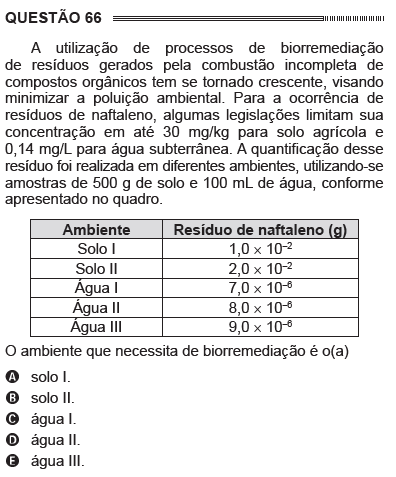 QUESTÃO 66
A utilização de processos de biorremediação
de resíduos gerados pela combustão incompleta de
compostos orgânicos tem se tornado crescente, visando
minimizar a poluição ambiental. Para a ocorrência de
resíduos de naftaleno, algumas legislações limitam sua
concentração em até 30 mg/kg para solo agrícola e
0,14 mg/L para água subterrânea. A quantificação desse
resíduo foi realizada em diferentes ambientes, utilizando-se
amostras de 500 g de solo e 100 mL de água, conforme
apresentado no quadro.
Ambiente Resíduo de naftaleno (g)
Solo I 1,0 × 10⁻²
Solo II 2,0 × 10⁻²
Água I 7,0 × 10⁻⁶
Água II 8,0 × 10⁻⁶
Água III 9,0 × 10⁻⁶
O ambiente que necessita de biorremediação é o(a)
A solo I.
B solo II.
C água I.
D água II.
E água III.